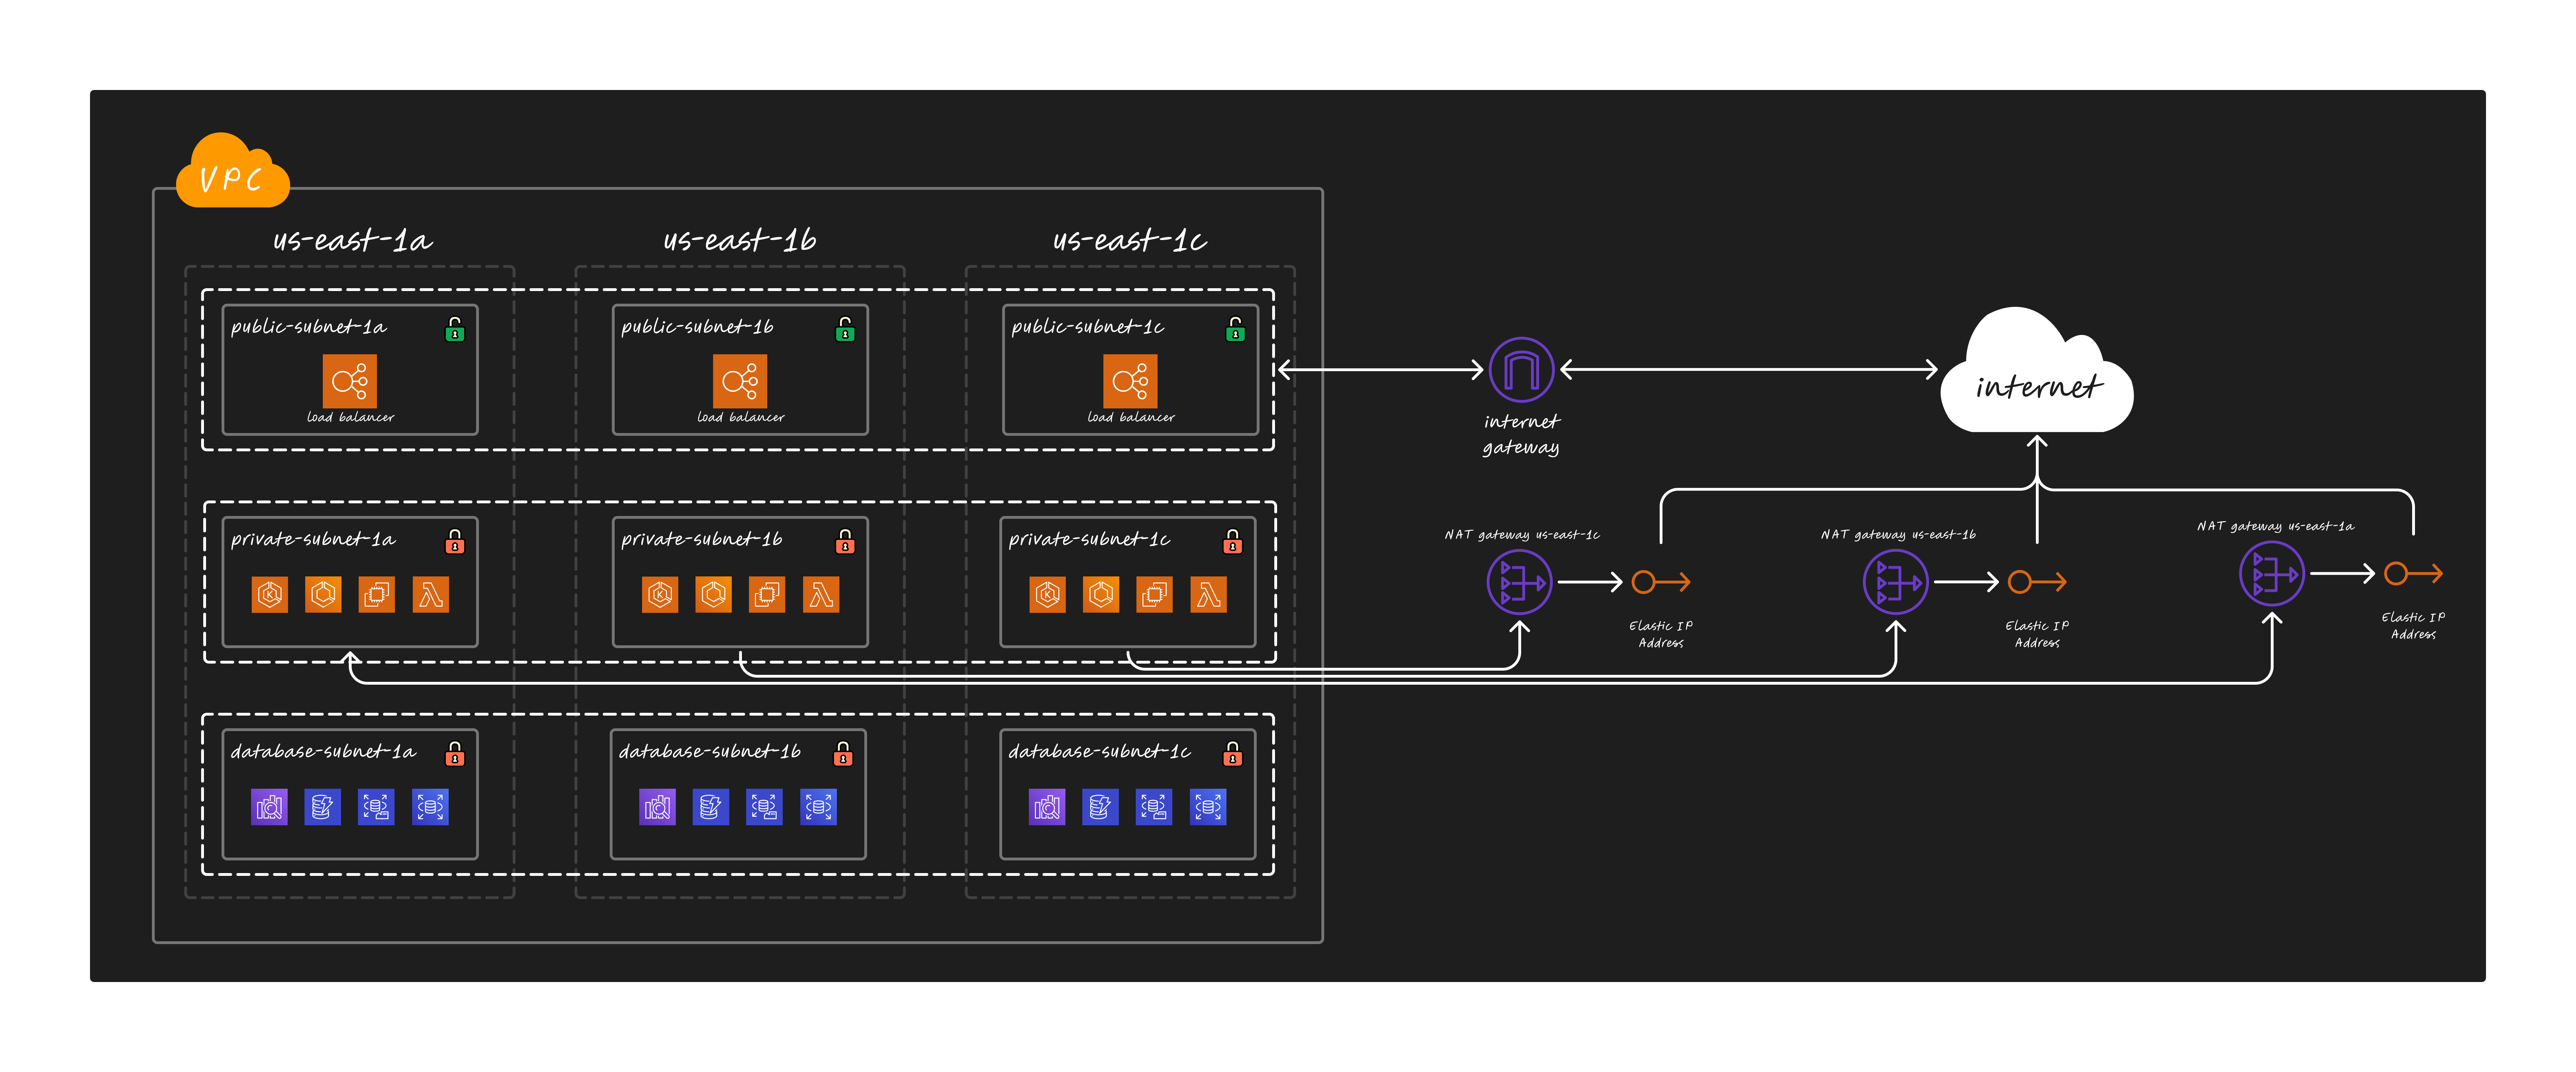 VPC
us-east-1a
us-east-1b
us-east-1c
public-subnet-1a
public-subnet-1b
public-subnet-1c
load balancer
load balancer
load balancer
internet
gateway
internet
private-subnet-1a
private-subnet-1b
private-subnet-1c
K
K
K
NAT gateway us-east-1c
NAT gateway us-east-1b
NAT gateway us-east-1a
Elastic IP
Address
Elastic IP
Address
Elastic IP
Address
database-subnet-1a
database-subnet-1b
database-subnet-1c